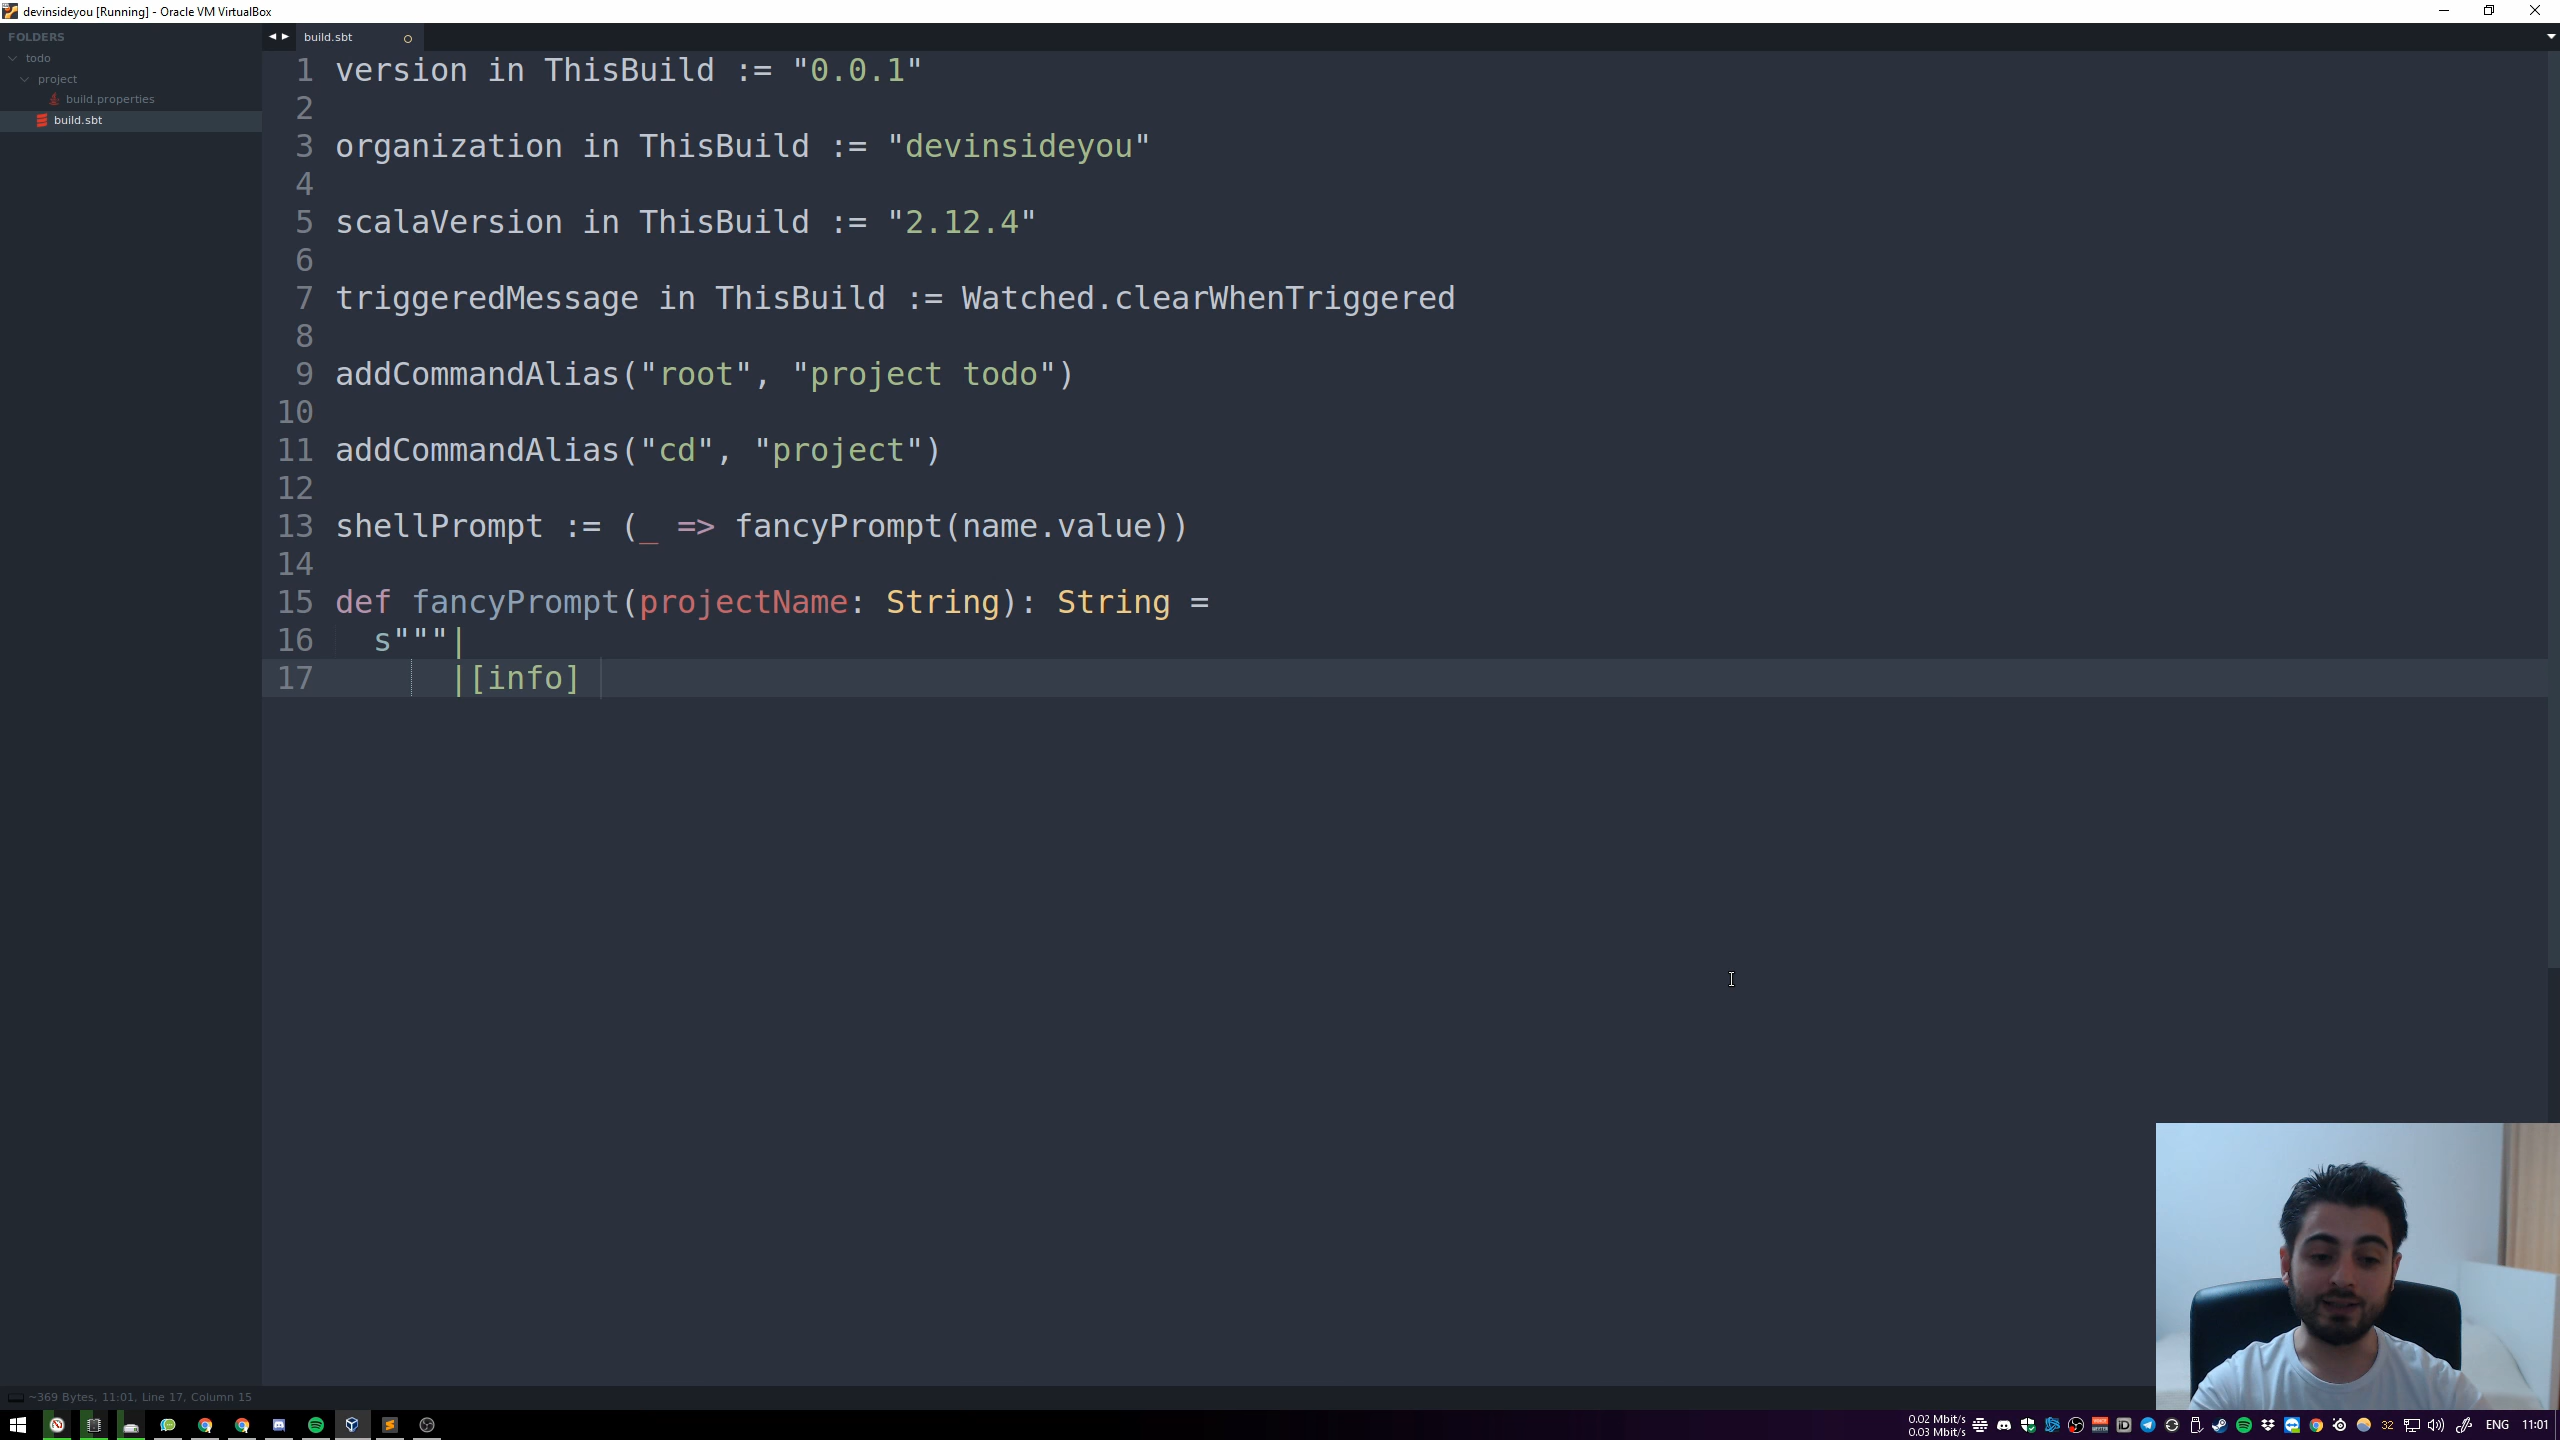 devinsideyou [Running] - Oracle VM VirtualBox
FOLDERS
todo
project
build.properties
build.sbt
build.sbt
1 version in ThisBuild := "0.0.1"
2
3 organization in ThisBuild := "devinsideyou"
4
5 scalaVersion in ThisBuild := "2.12.4"
6
7 triggeredMessage in ThisBuild := Watched.clearWhenTriggered
8
9 addCommandAlias("root", "project todo")
10
11 addCommandAlias("cd", "project")
12
13 shellPrompt := (_ => fancyPrompt(name.value))
14
15 def fancyPrompt(projectName: String): String =
16   s"""|
17       |[info]
~369 Bytes, 11:01, Line 17, Column 15
0.02 Mbit/s
0.03 Mbit/s
32
ENG
11:01